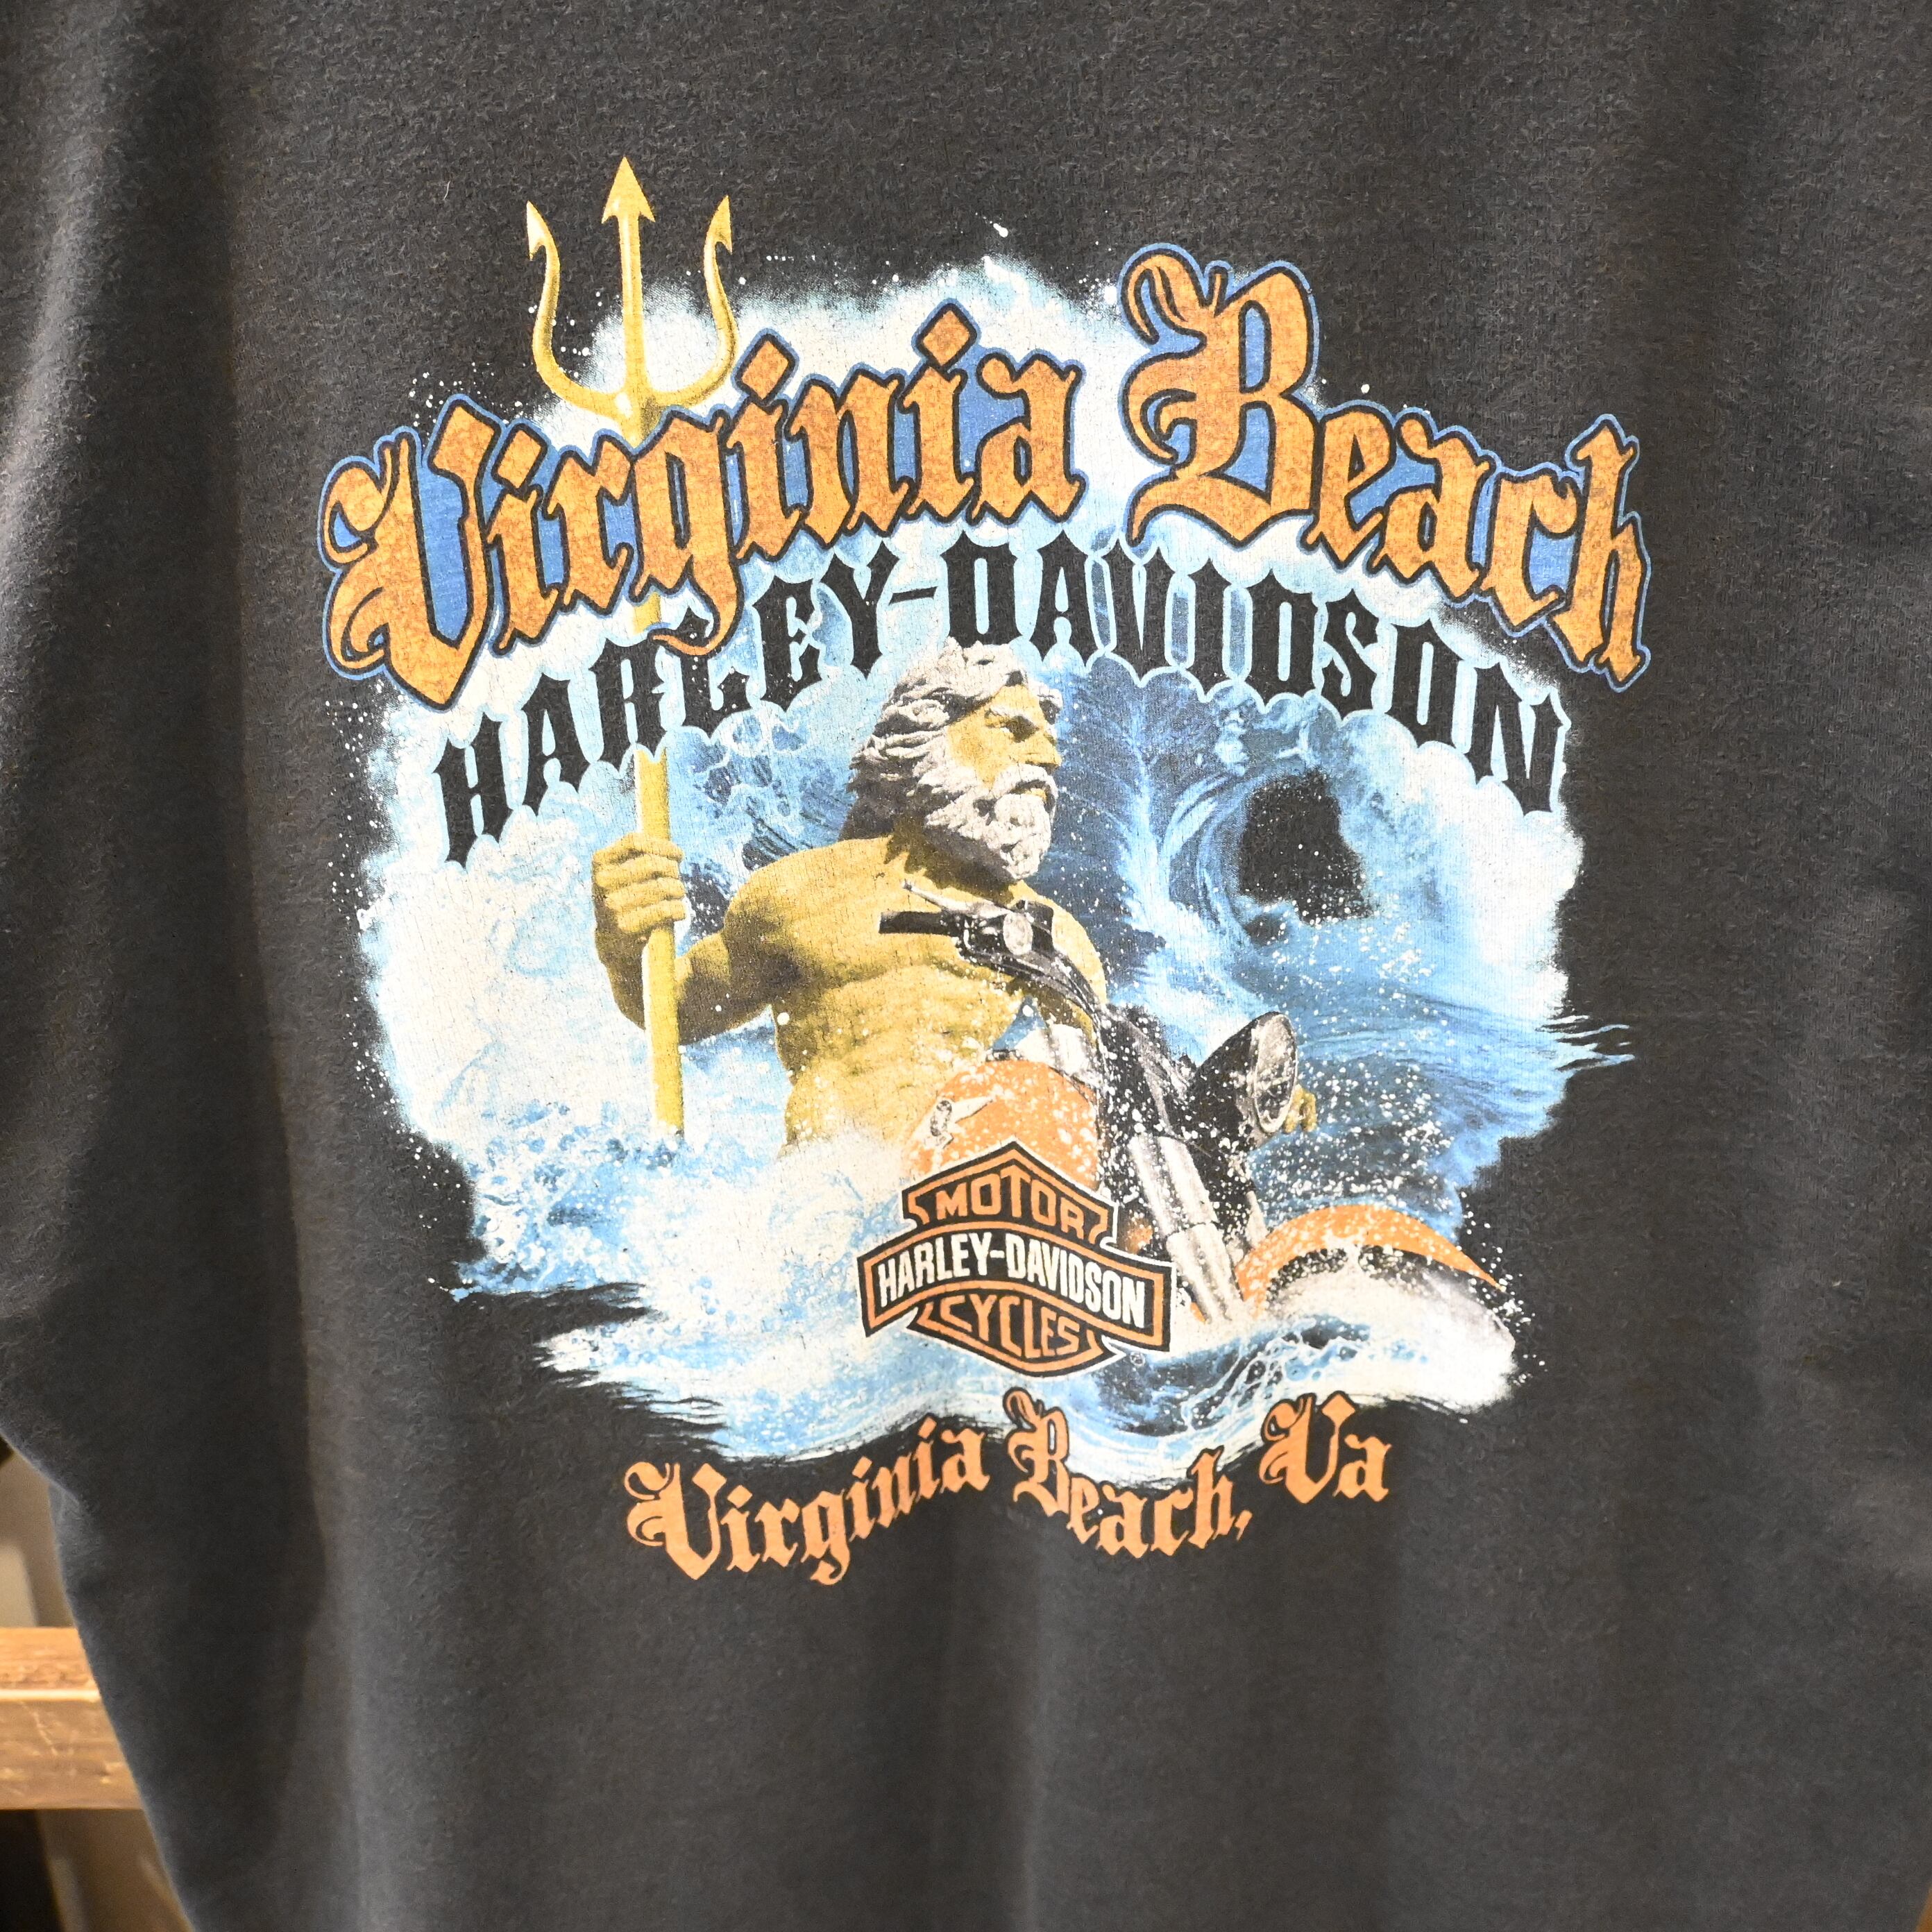 Virginia Beach
HARLEY-DAVIDSON
MOTOR
HARLEY-DAVIDSON
CYCLES
®
Virginia Beach, Va